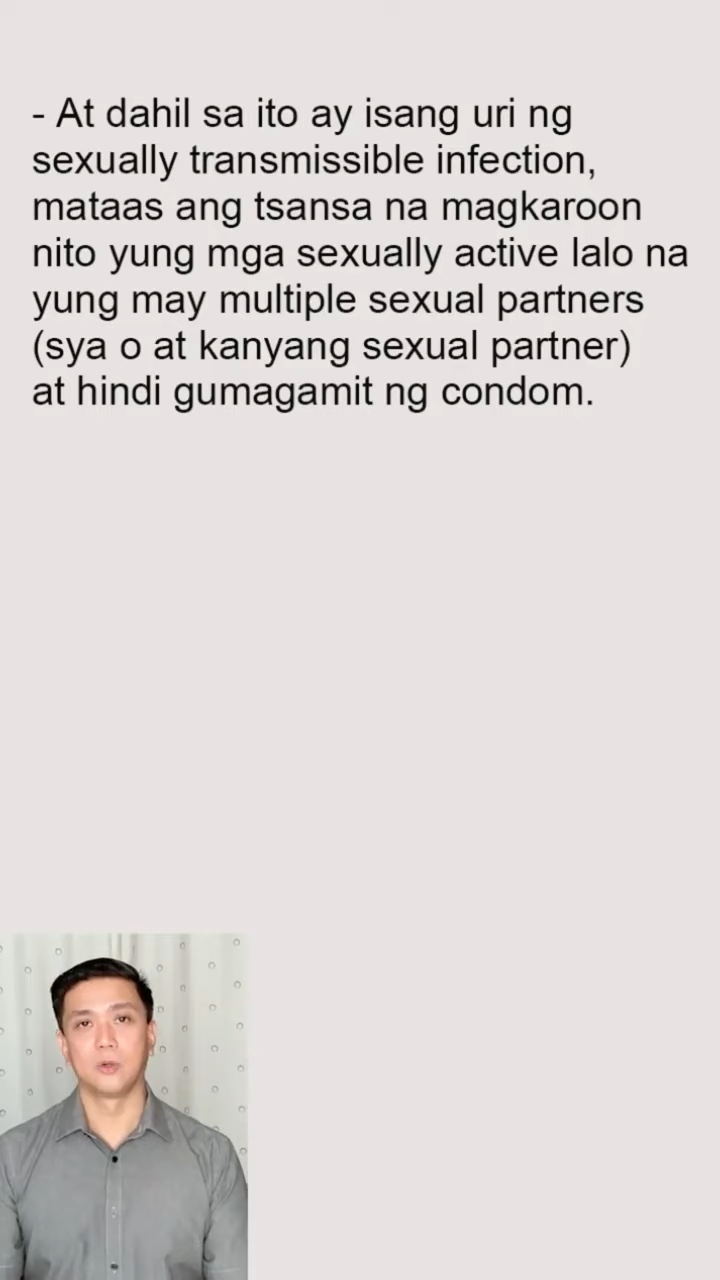 - At dahil sa ito ay isang uri ng
sexually transmissible infection,
mataas ang tsansa na magkaroon
nito yung mga sexually active lalo na
yung may multiple sexual partners
(sya o at kanyang sexual partner)
at hindi gumagamit ng condom.